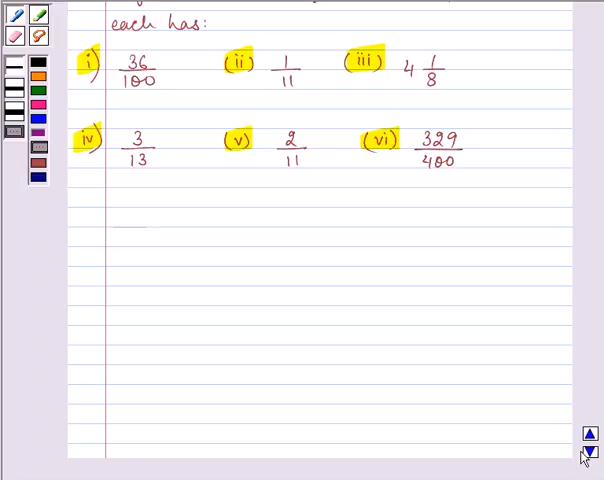 each has:
i) 36/100 (ii) 1/11 (iii) 4 1/8
iv) 3/13 (v) 2/11 (vi) 329/400